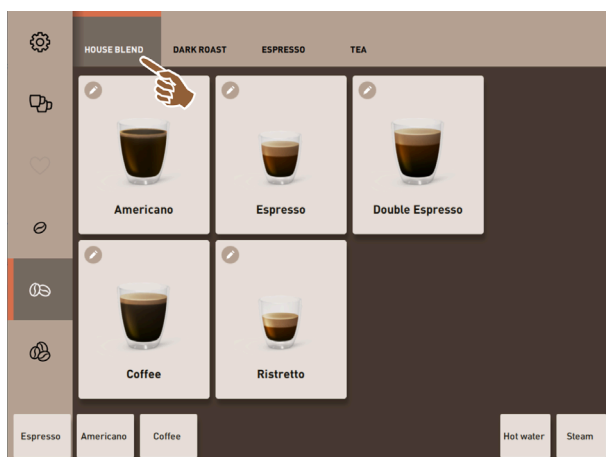 HOUSE BLEND DARK ROAST ESPRESSO TEA
Americano Espresso Double Espresso
Coffee Ristretto
Espresso Americano Coffee Hot water Steam